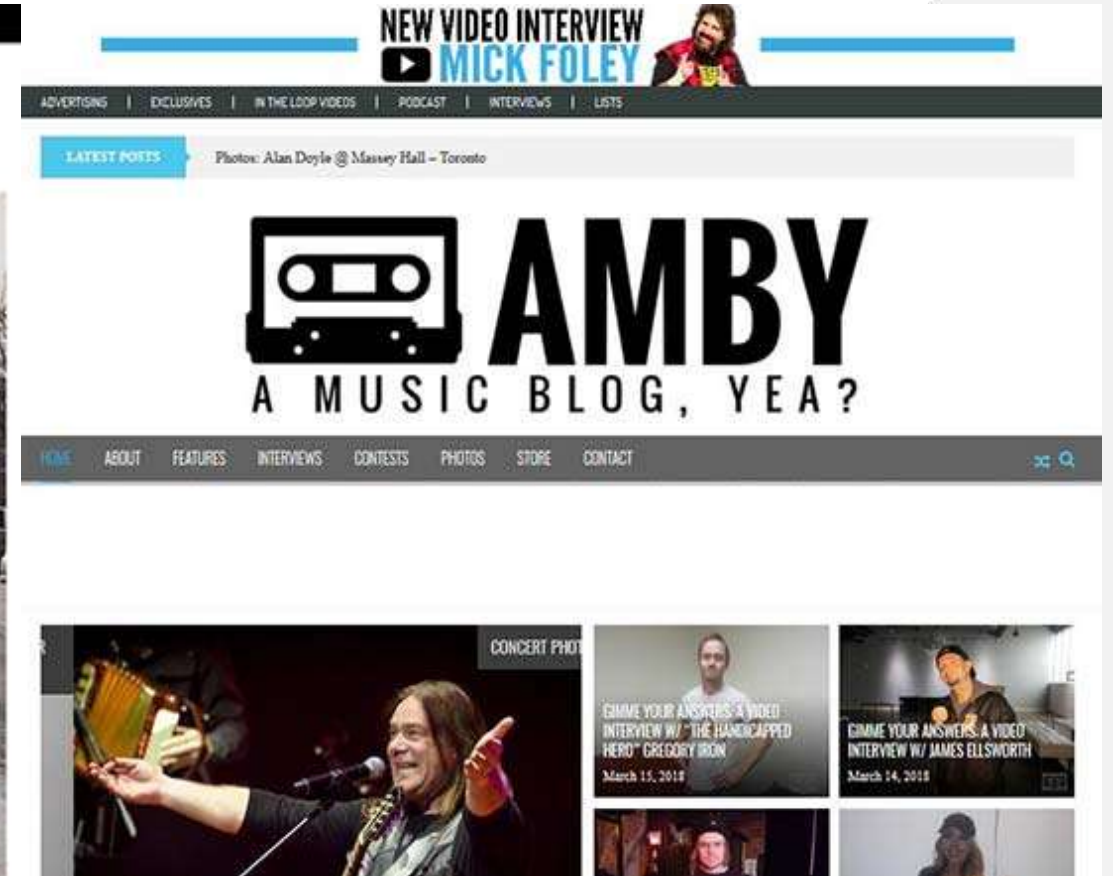 NEW VIDEO INTERVIEW
MICK FOLEY
ADVERTISING | EXCLUSIVES | IN THE LOOP VIDEOS | PODCAST | INTERVIEWS | LISTS
LATEST POSTS Photos: Alan Doyle @ Massey Hall – Toronto
AMBY
A MUSIC BLOG, YEA?
HOME ABOUT FEATURES INTERVIEWS CONTESTS PHOTOS STORE CONTACT
CONCERT PHOT
GIMME YOUR ANSWERS: A VIDEO
INTERVIEW W/ "THE HANDICAPPED
HERO" GREGORY IRON
March 15, 2018
GIMME YOUR ANSWERS: A VIDEO
INTERVIEW W/ JAMES ELLSWORTH
March 14, 2018